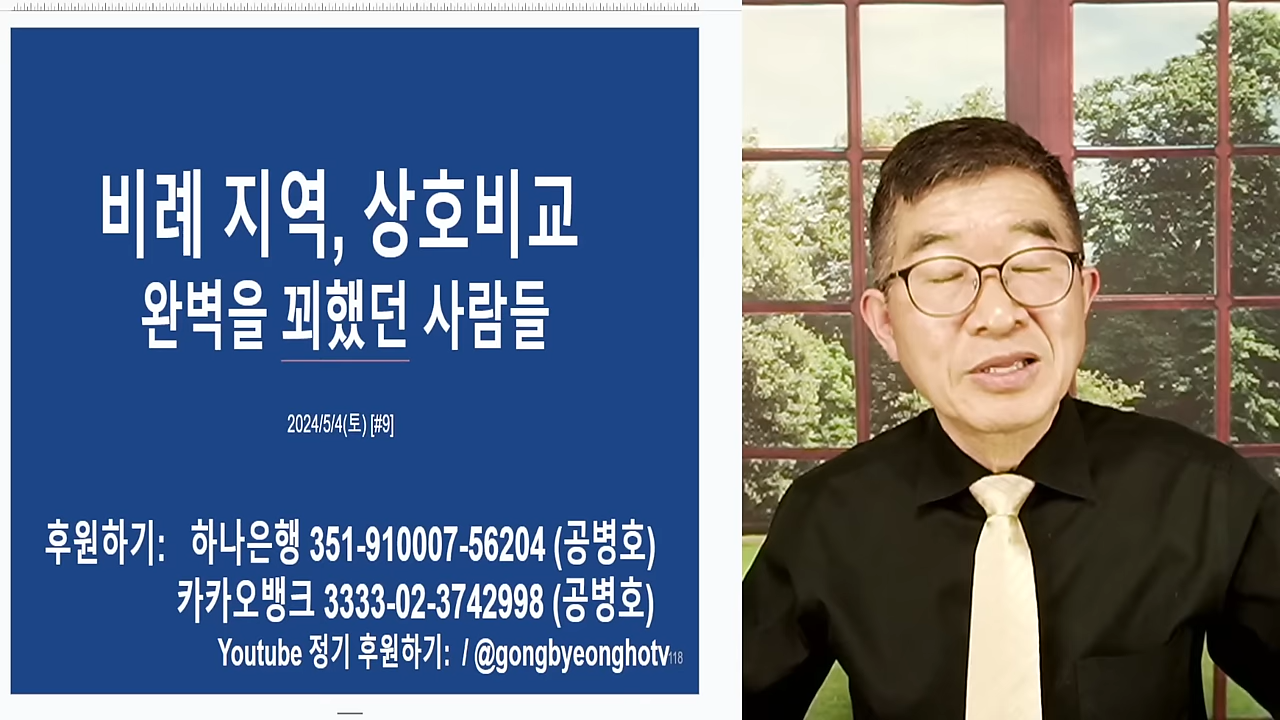 비례 지역, 상호비교
완벽을 꾀했던 사람들
2024/5/4(토) [#9]
후원하기: 하나은행 351-910007-56204 (공병호)
카카오뱅크 3333-02-3742998 (공병호)
Youtube 정기 후원하기: / @gongbyeonghotv
118